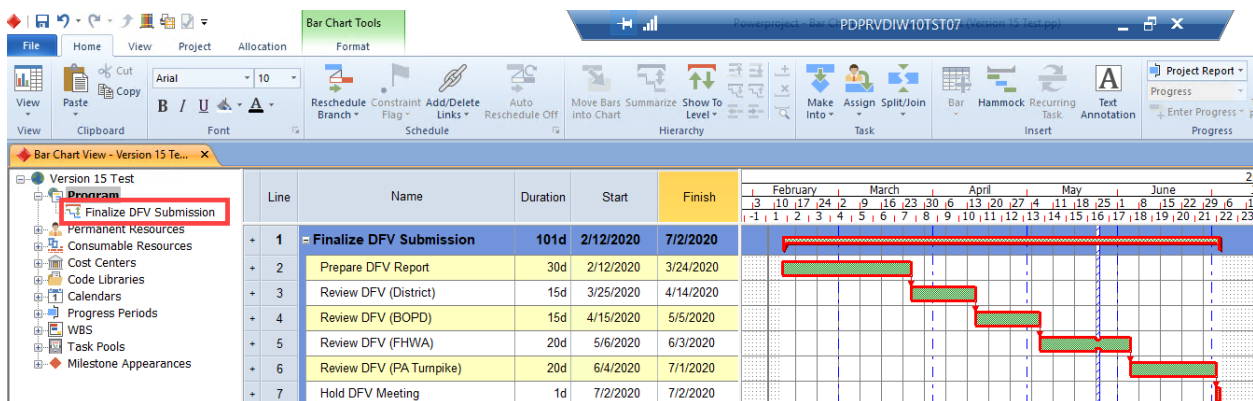 Bar Chart Tools
Powerproject - Bar Ch PDPRVDIW10TST07 (Version 15 Test.pp)
File Home View Project Allocation Format
View
View
Paste
Cut
Copy
Clipboard
Arial 10
B I U A
Font
Reschedule Branch
Constraint Flag
Add/Delete Links
Auto Reschedule Off
Schedule
Move Bars into Chart
Summarize
Show To Level
Hierarchy
Make Into
Assign
Split/Join
Task
Bar
Hammock
Recurring Task
Text Annotation
Insert
Project Report
Progress
Enter Progress
Progress
Bar Chart View - Version 15 Te... X
Version 15 Test
Program
Finalize DFV Submission
Permanent Resources
Consumable Resources
Cost Centers
Code Libraries
Calendars
Progress Periods
WBS
Task Pools
Milestone Appearances
Line Name Duration Start Finish
1 Finalize DFV Submission 101d 2/12/2020 7/2/2020
2 Prepare DFV Report 30d 2/12/2020 3/24/2020
3 Review DFV (District) 15d 3/25/2020 4/14/2020
4 Review DFV (BOPD) 15d 4/15/2020 5/5/2020
5 Review DFV (FHWA) 20d 5/6/2020 6/3/2020
6 Review DFV (PA Turnpike) 20d 6/4/2020 7/1/2020
7 Hold DFV Meeting 1d 7/2/2020 7/2/2020
2
February March April May June
3 10 17 24 2 9 16 23 30 6 13 20 27 4 11 18 25 1 8 15 22 29 6
-1 1 2 3 4 5 6 7 8 9 10 11 12 13 14 15 16 17 18 19 20 21 22 23